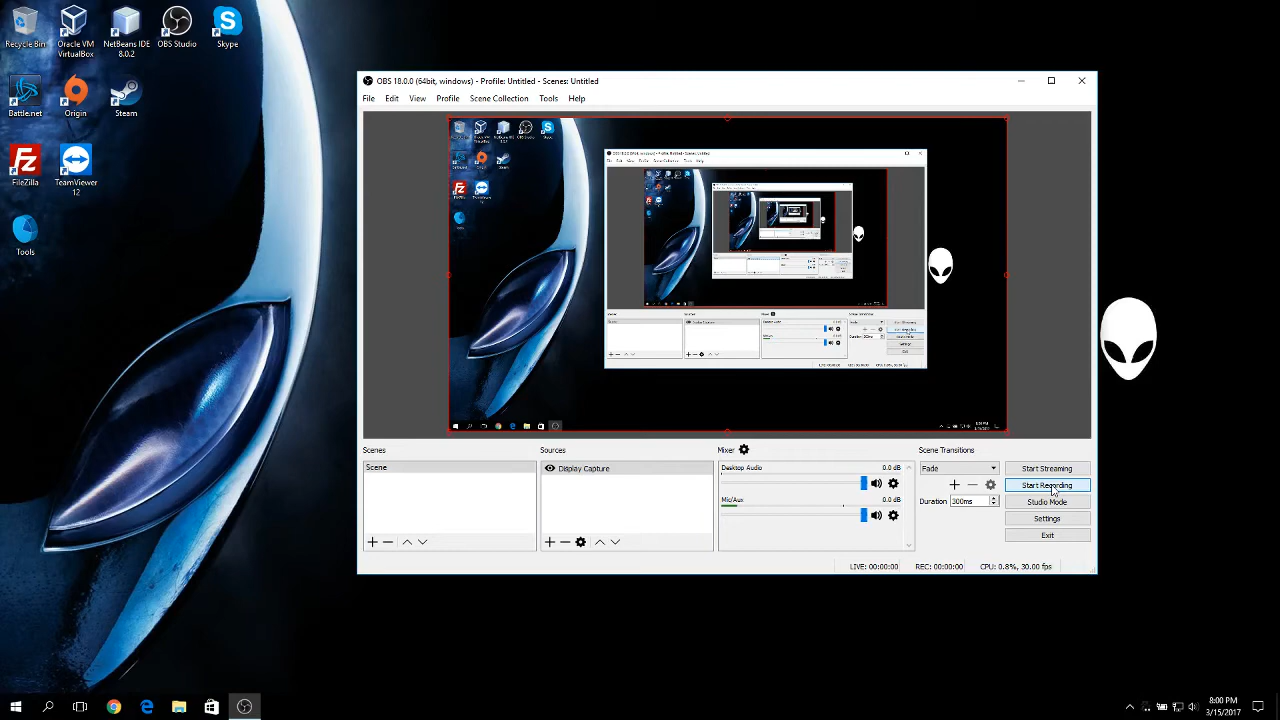 Recycle Bin
Oracle VM
VirtualBox
NetBeans IDE
8.0.2
OBS Studio
Skype
Battle.net
Origin
Steam
FileZilla
TeamViewer
12
Tools
OBS 18.0.0 (64bit, windows) - Profile: Untitled - Scenes: Untitled
File Edit View Profile Scene Collection Tools Help
Scenes
Scene
Sources
Display Capture
Mixer
Desktop Audio 0.0 dB
Mic/Aux 0.0 dB
Scene Transitions
Fade
Duration 300ms
Start Streaming
Start Recording
Studio Mode
Settings
Exit
LIVE: 00:00:00 REC: 00:00:00 CPU: 0.8%, 30.00 fps
8:00 PM
3/15/2017